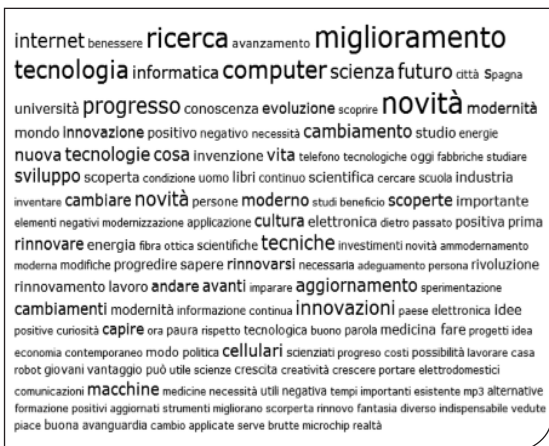 internet benessere ricerca avanzamento miglioramento
tecnologia informatica computer scienza futuro città Spagna
università progresso conoscenza evoluzione scoprire novità modernità
mondo innovazione positivo negativo necessità cambiamento studio energie
nuova tecnologie cosa invenzione vita telefono tecnologiche oggi fabbriche studiare
sviluppo scoperta condizione uomo libri continuo scientifica cercare scuola industria
inventare cambiare novità persone moderno studi beneficio scoperte importante
elementi negativi modernizzazione applicazione cultura elettronica dietro passato positiva prima
rinnovare energia fibra ottica scientifiche tecniche investimenti novità ammodernamento
moderna modifiche progredire sapere rinnovarsi necessaria adeguamento persona rivoluzione
rinnovamento lavoro andare avanti imparare aggiornamento sperimentazione
cambiamenti modernità informazione continua innovazioni paese elettronica Idee
positive curiosità capire ora paura rispetto tecnologica buono parola medicina fare progetti idea
economia contemporaneo modo politica cellulari scienziati progreso costi possibilità lavorare casa
robot giovani vantaggio può utile scienze crescita creatività crescere portare elettrodomestici
comunicazioni macchine medicine necessità utili negativa tempi importanti esistente mp3 alternative
formazione positivi aggiornati strumenti migliorano scorperta rinnovo fantasia diverso indispensabile vedute
piace buona avanguardia cambio applicate serve brutte microchip realtà